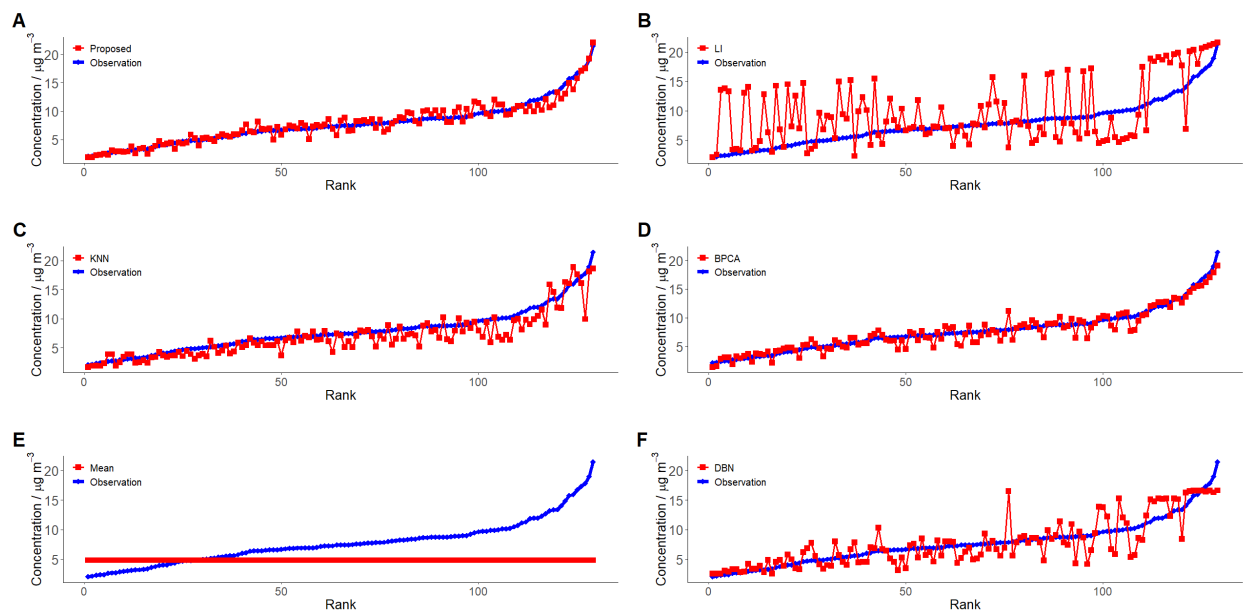 A
Concentration / μg m⁻³
20
15
10
5
Proposed
Observation
0
50
100
Rank
B
Concentration / μg m⁻³
20
15
10
5
LI
Observation
0
50
100
Rank
C
Concentration / μg m⁻³
20
15
10
5
KNN
Observation
0
50
100
Rank
D
Concentration / μg m⁻³
20
15
10
5
BPCA
Observation
0
50
100
Rank
E
Concentration / μg m⁻³
20
15
10
5
Mean
Observation
0
50
100
Rank
F
Concentration / μg m⁻³
20
15
10
5
DBN
Observation
0
50
100
Rank